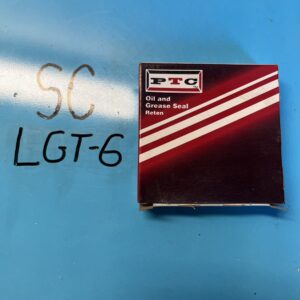 SC
LGT-6
PTC
Oil and
Grease Seal
Reten